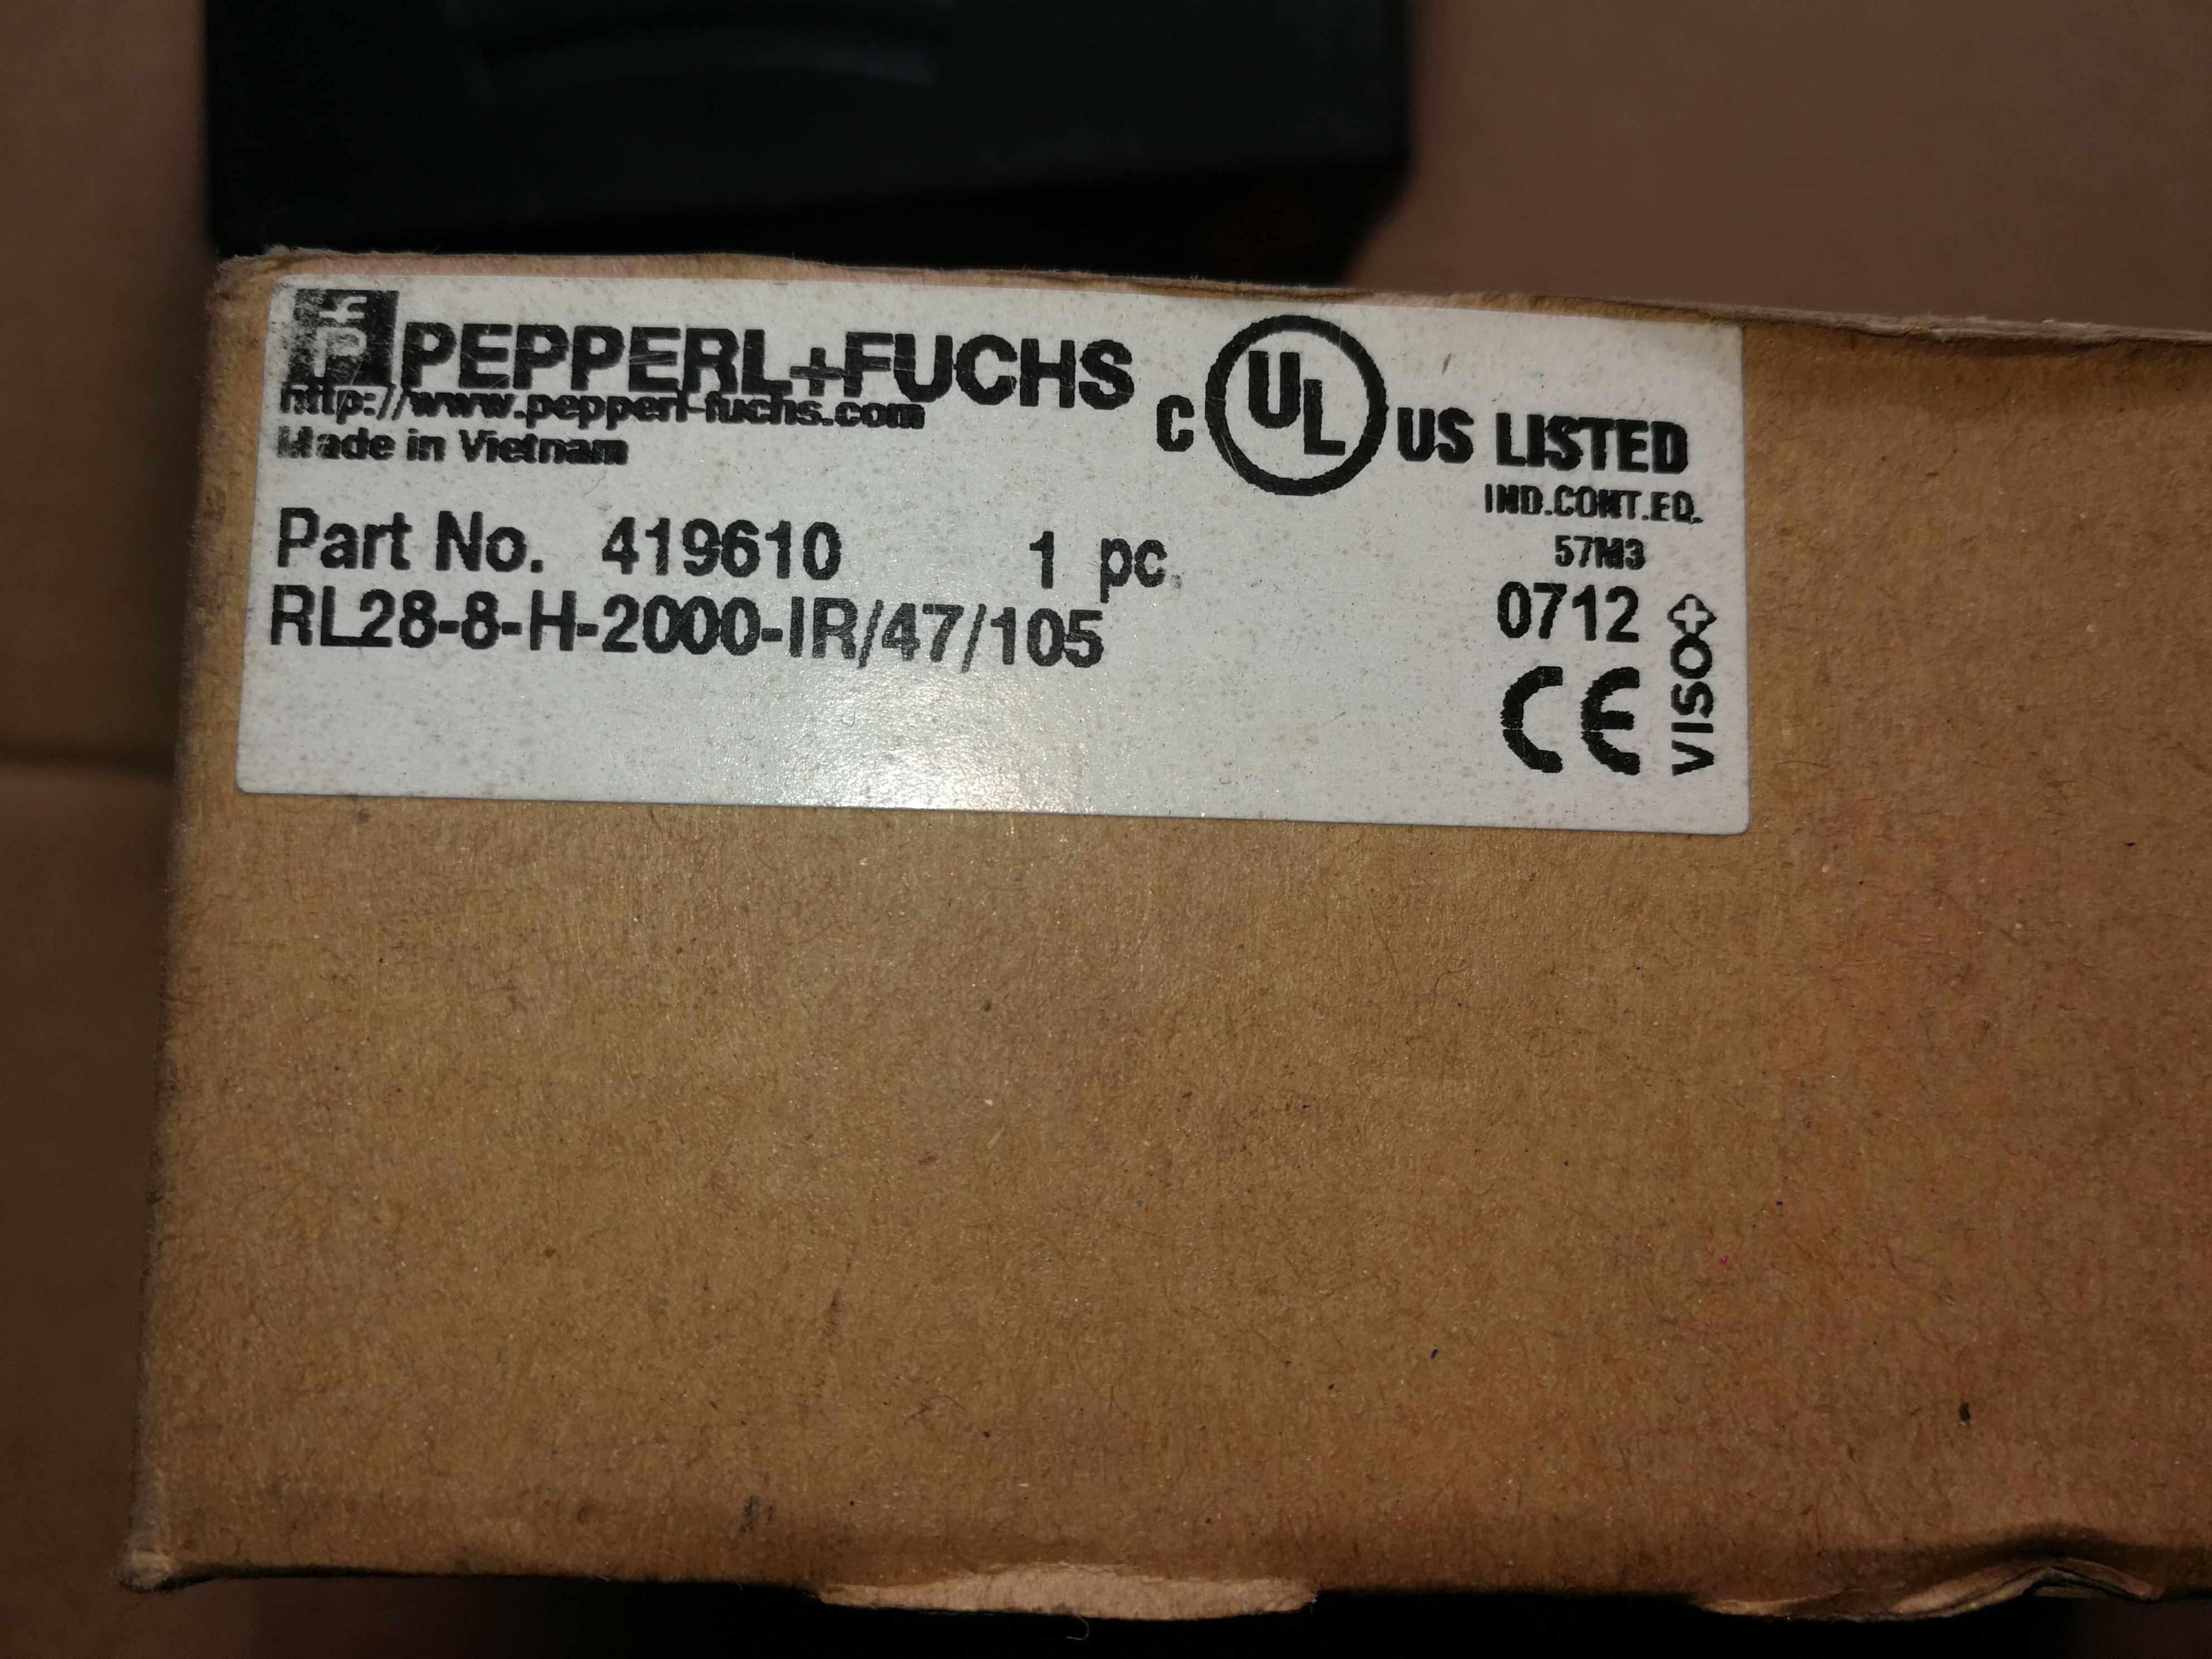 PEPPERL+FUCHS
http://www.pepperl-fuchs.com
Made in Vietnam
C UL US LISTED
IND.CONT.EQ.
57M3
Part No. 419610 1 pc.
RL28-8-H-2000-IR/47/105
0712
CE
VISO